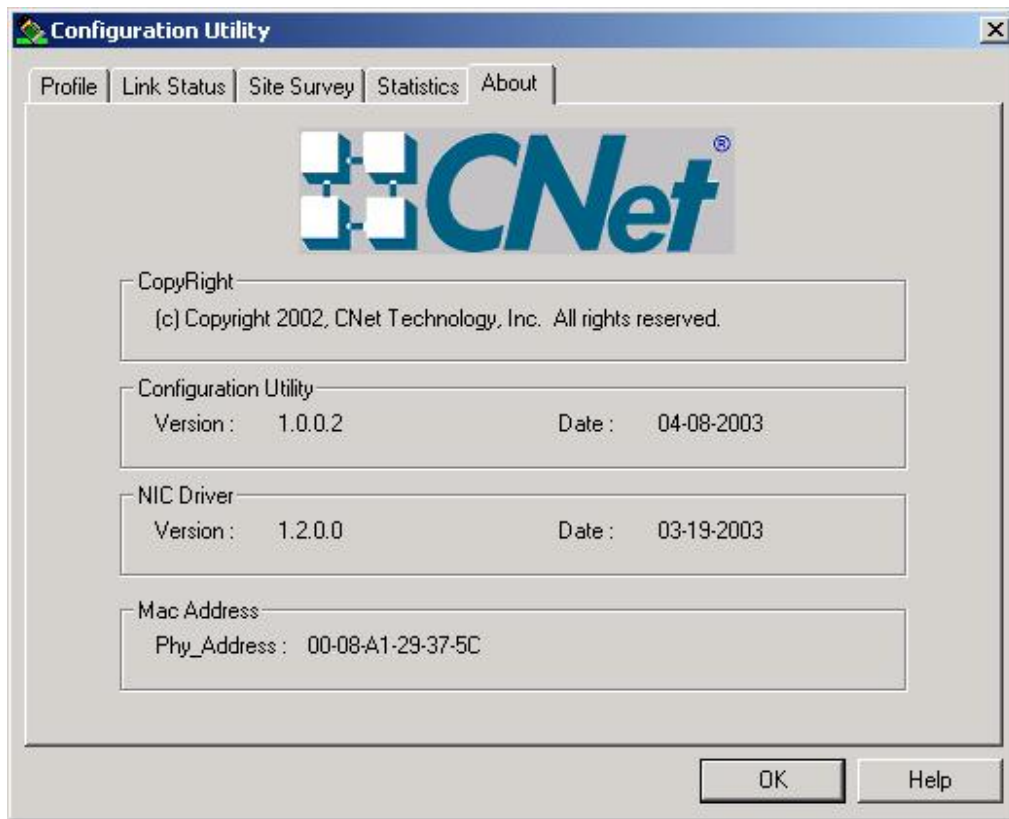 Configuration Utility
Profile Link Status Site Survey Statistics About
CNet ®
CopyRight
(c) Copyright 2002, CNet Technology, Inc. All rights reserved.
Configuration Utility
Version : 1.0.0.2 Date : 04-08-2003
NIC Driver
Version : 1.2.0.0 Date : 03-19-2003
Mac Address
Phy_Address : 00-08-A1-29-37-5C
OK Help